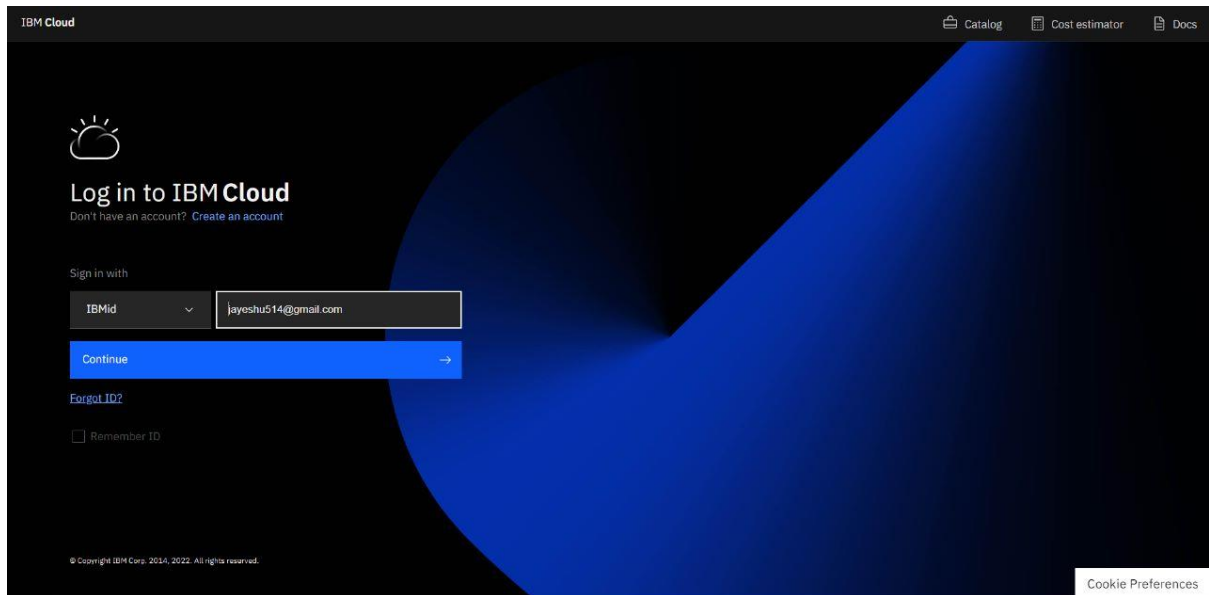 IBM Cloud
Catalog
Cost estimator
Docs
Log in to IBM Cloud
Don't have an account? Create an account
Sign in with
IBMid
jayeshu514@gmail.com
Continue
Forgot ID?
Remember ID
© Copyright IBM Corp. 2014, 2022. All rights reserved.
Cookie Preferences